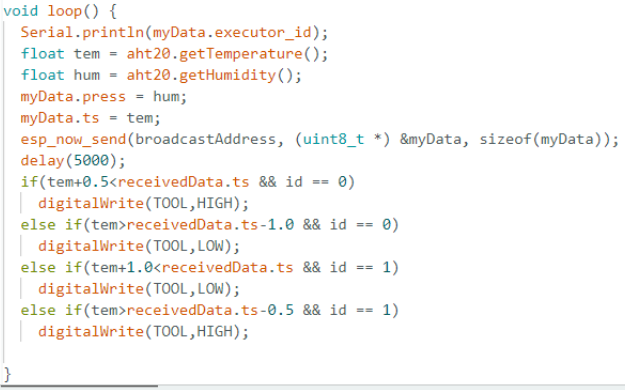 void loop() {
  Serial.println(myData.executor_id);
  float tem = aht20.getTemperature();
  float hum = aht20.getHumidity();
  myData.press = hum;
  myData.ts = tem;
  esp_now_send(broadcastAddress, (uint8_t *) &myData, sizeof(myData));
  delay(5000);
  if(tem+0.5<receivedData.ts && id == 0)
    digitalWrite(TOOL,HIGH);
  else if(tem>receivedData.ts-1.0 && id == 0)
    digitalWrite(TOOL,LOW);
  else if(tem+1.0<receivedData.ts && id == 1)
    digitalWrite(TOOL,LOW);
  else if(tem>receivedData.ts-0.5 && id == 1)
    digitalWrite(TOOL,HIGH);
}